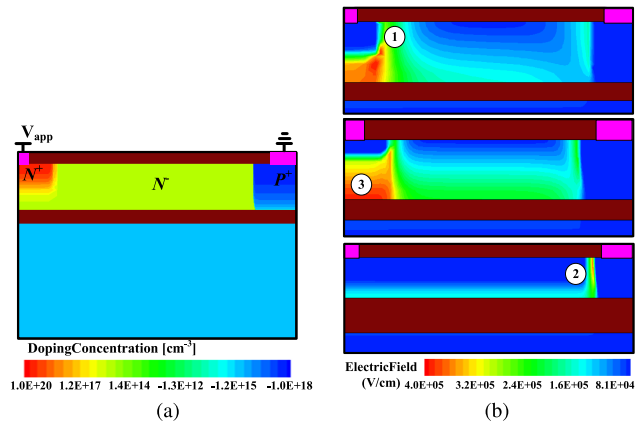 V_app
N+
N-
P+
DopingConcentration [cm-3]
1.0E+20 1.2E+17 1.4E+14 -1.3E+12 -1.2E+15 -1.0E+18
(a)
1
3
2
ElectricField
(V/cm)
4.0E+05 3.2E+05 2.4E+05 1.6E+05 8.1E+04
(b)